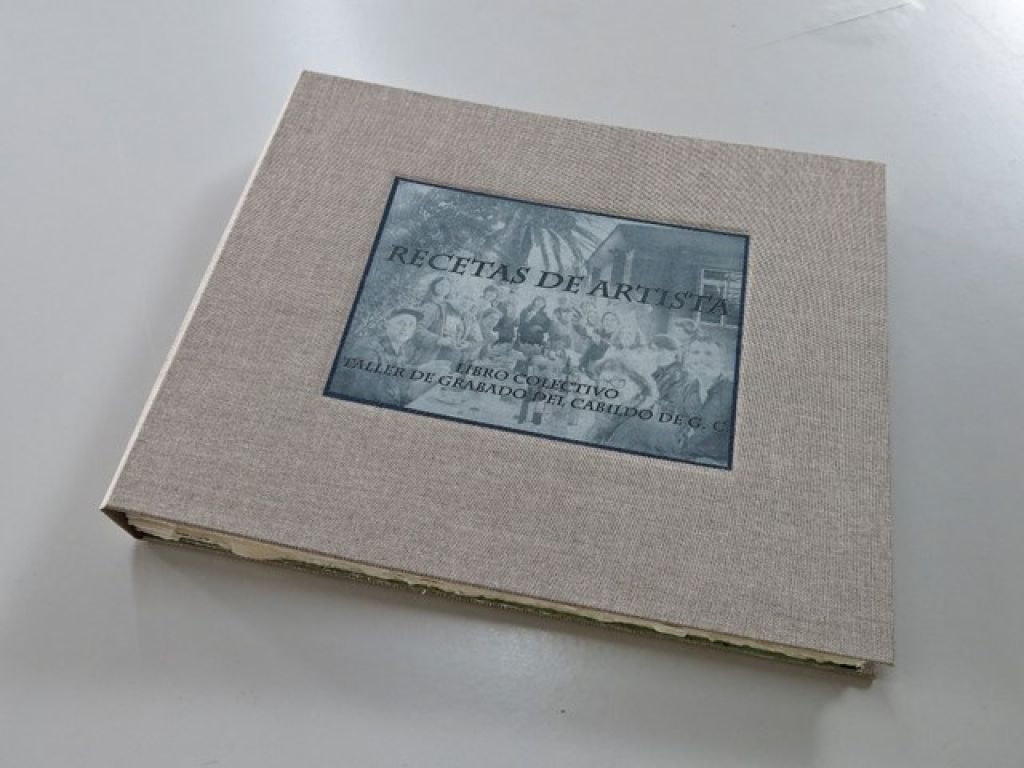 RECETAS DE ARTISTA
LIBRO COLECTIVO
TALLER DE GRABADO DEL CABILDO DE G. C